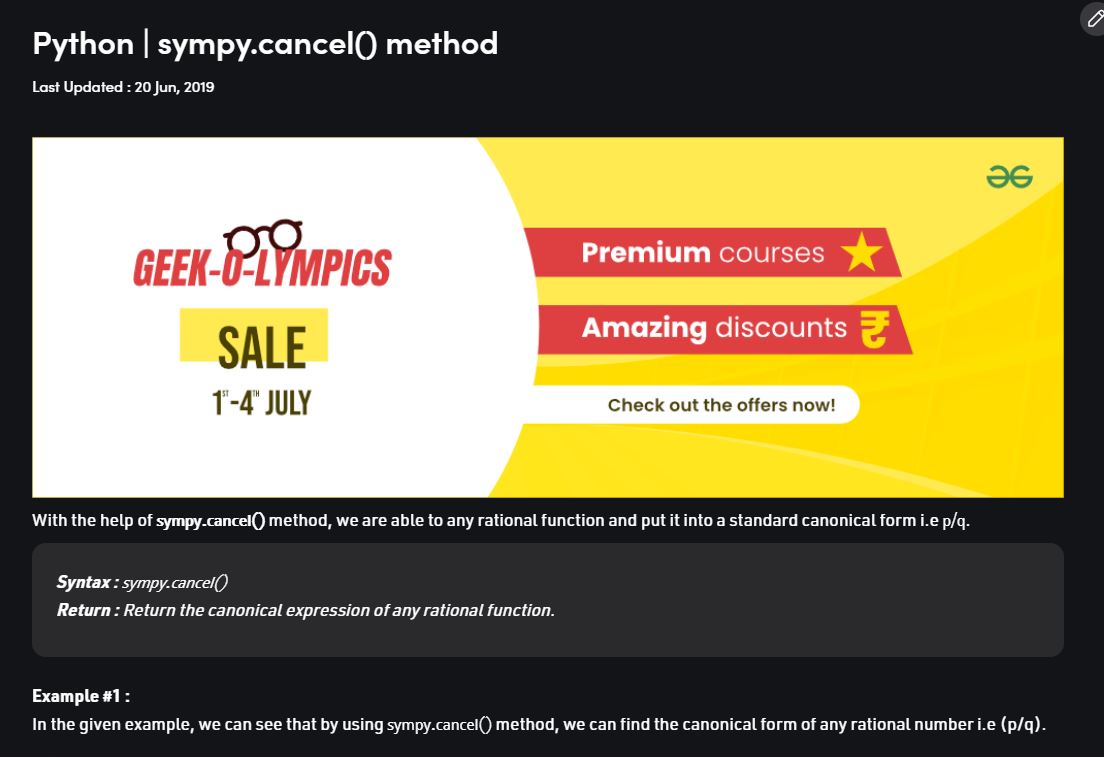 Python | sympy.cancel() method
Last Updated : 20 Jun, 2019
GEEK-O-LYMPICS
SALE
1ST-4TH JULY
Premium courses
Amazing discounts ₹
Check out the offers now!
With the help of sympy.cancel() method, we are able to any rational function and put it into a standard canonical form i.e p/q.
Syntax : sympy.cancel()
Return : Return the canonical expression of any rational function.
Example #1 :
In the given example, we can see that by using sympy.cancel() method, we can find the canonical form of any rational number i.e (p/q).